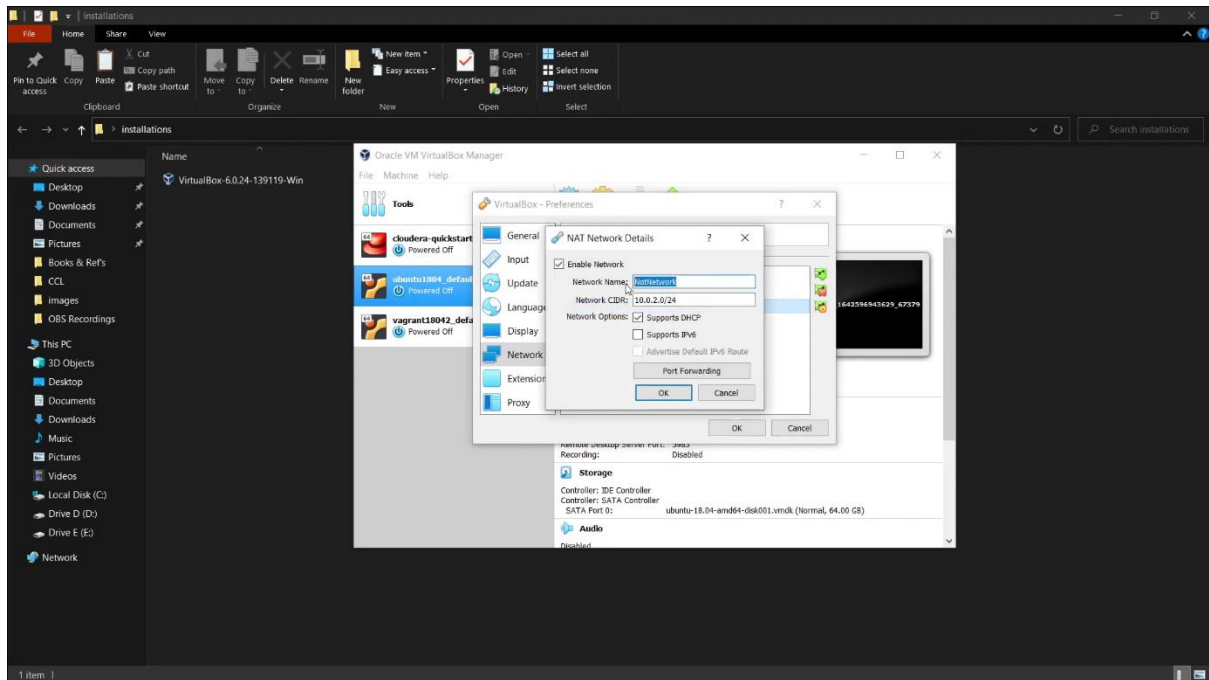 installations
File Home Share View
Pin to Quick access
Copy
Paste
Cut
Copy path
Paste shortcut
Clipboard
Move to
Copy to
Delete
Rename
Organize
New folder
New item
Easy access
New
Properties
Open
Edit
History
Open
Select all
Select none
Invert selection
Select
installations
Search installations
Quick access
Desktop
Downloads
Documents
Pictures
Books & Ref's
CCL
images
OBS Recordings
This PC
3D Objects
Desktop
Documents
Downloads
Music
Pictures
Videos
Local Disk (C:)
Drive D (D:)
Drive E (E:)
Network
Name
VirtualBox-6.0.24-139119-Win
Oracle VM VirtualBox Manager
File Machine Help
Tools
64
cloudera-quickstart
Powered Off
64
ubuntu1804_defaul
Powered Off
64
vagrant18042_defa
Powered Off
VirtualBox - Preferences
General
Input
Update
Language
Display
Network
Extension
Proxy
NAT Network Details
Enable Network
Network Name: NatNetwork
Network CIDR: 10.0.2.0/24
Network Options: Supports DHCP
Supports IPv6
Advertise Default IPv6 Route
Port Forwarding
OK Cancel
OK Cancel
1642596943629_67379
Remote Desktop Server Port: 5985
Recording: Disabled
Storage
Controller: IDE Controller
Controller: SATA Controller
SATA Port 0: ubuntu-18.04-amd64-disk001.vmdk (Normal, 64.00 GB)
Audio
Disabled
1 item